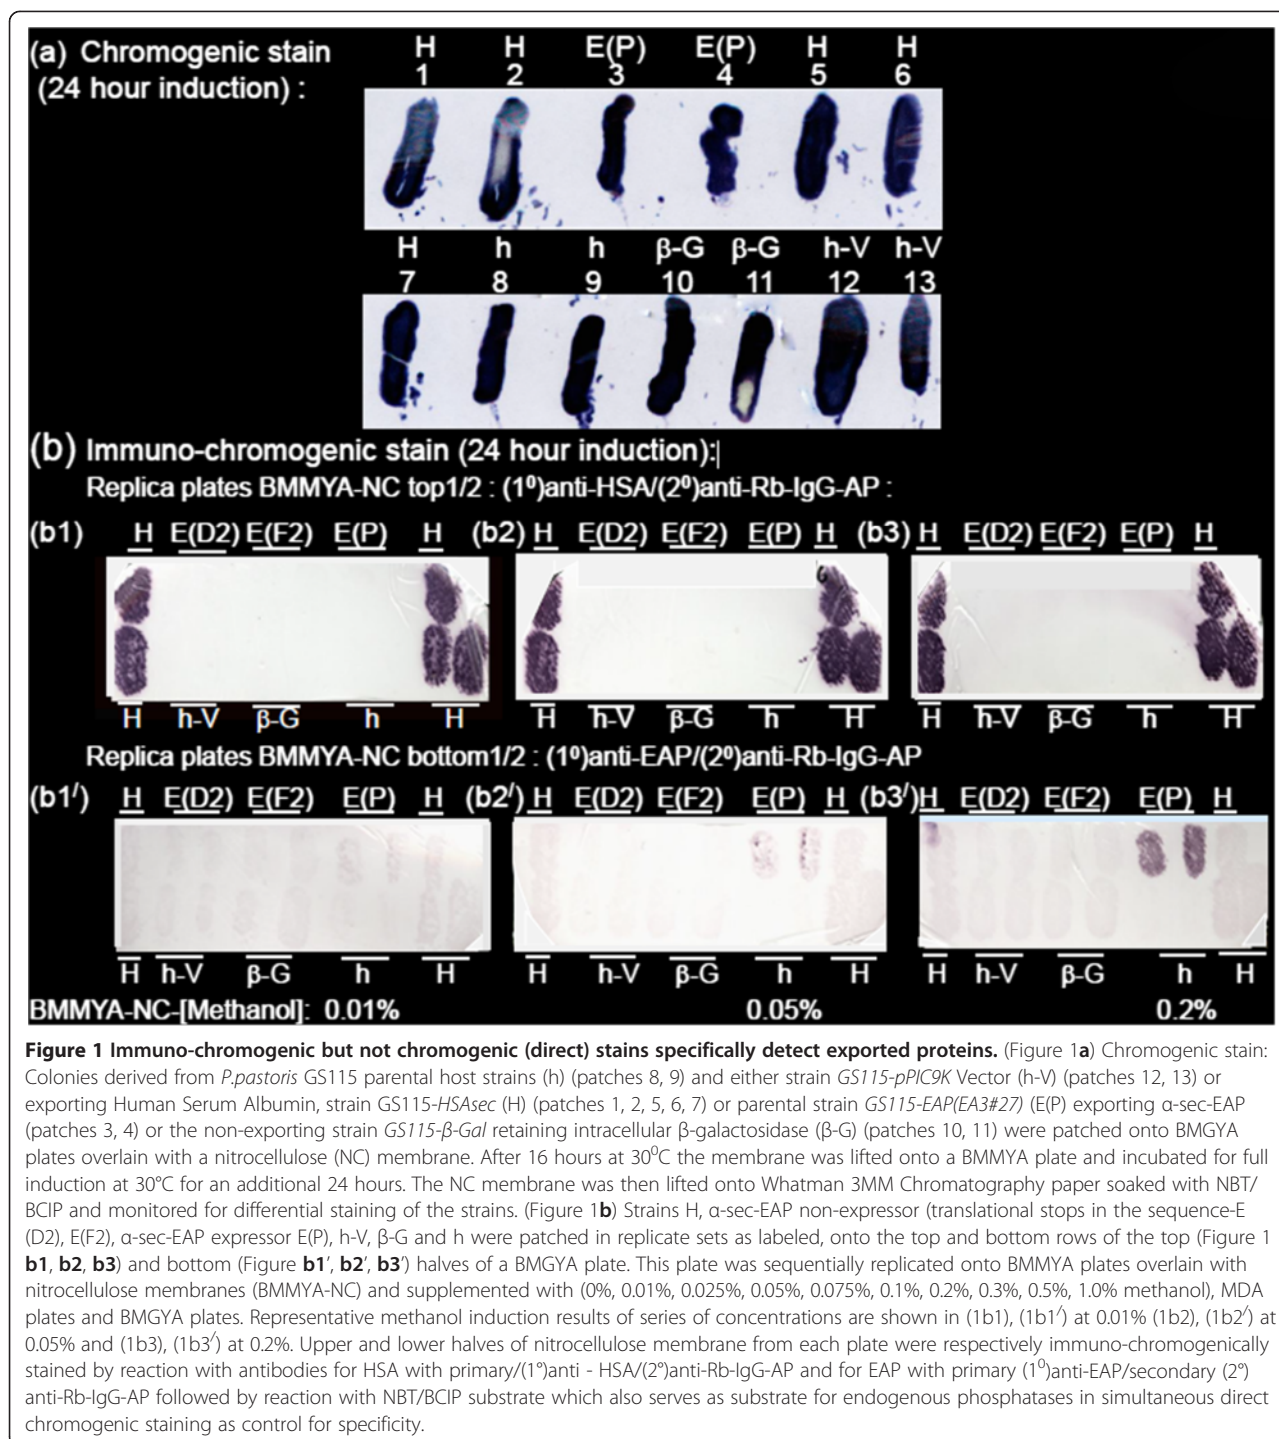 (a) Chromogenic stain
(24 hour induction) :
H H E(P) E(P) H H
1 2 3 4 5 6
H h h β-G β-G h-V h-V
7 8 9 10 11 12 13
(b) Immuno-chromogenic stain (24 hour induction):
Replica plates BMMYA-NC top1/2 : (1⁰)anti-HSA/(2⁰)anti-Rb-IgG-AP :
(b1) H E(D2) E(F2) E(P) H (b2) H E(D2) E(F2) E(P) H (b3) H E(D2) E(F2) E(P) H
H h-V β-G h H H h-V β-G h H H h-V β-G h H
Replica plates BMMYA-NC bottom1/2 : (1⁰)anti-EAP/(2⁰)anti-Rb-IgG-AP
(b1′) H E(D2) E(F2) E(P) H (b2′) H E(D2) E(F2) E(P) H (b3′) H E(D2) E(F2) E(P) H
H h-V β-G h H H h-V β-G h H H h-V β-G h H
BMMYA-NC-[Methanol]: 0.01% 0.05% 0.2%
Figure 1 Immuno-chromogenic but not chromogenic (direct) stains specifically detect exported proteins. (Figure 1a) Chromogenic stain:
Colonies derived from P.pastoris GS115 parental host strains (h) (patches 8, 9) and either strain GS115-pPIC9K Vector (h-V) (patches 12, 13) or
exporting Human Serum Albumin, strain GS115-HSAsec (H) (patches 1, 2, 5, 6, 7) or parental strain GS115-EAP(EA3#27) (E(P) exporting α-sec-EAP
(patches 3, 4) or the non-exporting strain GS115-β-Gal retaining intracellular β-galactosidase (β-G) (patches 10, 11) were patched onto BMGYA
plates overlain with a nitrocellulose (NC) membrane. After 16 hours at 30⁰C the membrane was lifted onto a BMMYA plate and incubated for full
induction at 30°C for an additional 24 hours. The NC membrane was then lifted onto Whatman 3MM Chromatography paper soaked with NBT/
BCIP and monitored for differential staining of the strains. (Figure 1b) Strains H, α-sec-EAP non-expressor (translational stops in the sequence-E
(D2), E(F2), α-sec-EAP expressor E(P), h-V, β-G and h were patched in replicate sets as labeled, onto the top and bottom rows of the top (Figure 1
b1, b2, b3) and bottom (Figure b1′, b2′, b3′) halves of a BMGYA plate. This plate was sequentially replicated onto BMMYA plates overlain with
nitrocellulose membranes (BMMYA-NC) and supplemented with (0%, 0.01%, 0.025%, 0.05%, 0.075%, 0.1%, 0.2%, 0.3%, 0.5%, 1.0% methanol), MDA
plates and BMGYA plates. Representative methanol induction results of series of concentrations are shown in (1b1), (1b1′) at 0.01% (1b2), (1b2′) at
0.05% and (1b3), (1b3′) at 0.2%. Upper and lower halves of nitrocellulose membrane from each plate were respectively immuno-chromogenically
stained by reaction with antibodies for HSA with primary/(1°)anti - HSA/(2°)anti-Rb-IgG-AP and for EAP with primary (1⁰)anti-EAP/secondary (2°)
anti-Rb-IgG-AP followed by reaction with NBT/BCIP substrate which also serves as substrate for endogenous phosphatases in simultaneous direct
chromogenic staining as control for specificity.